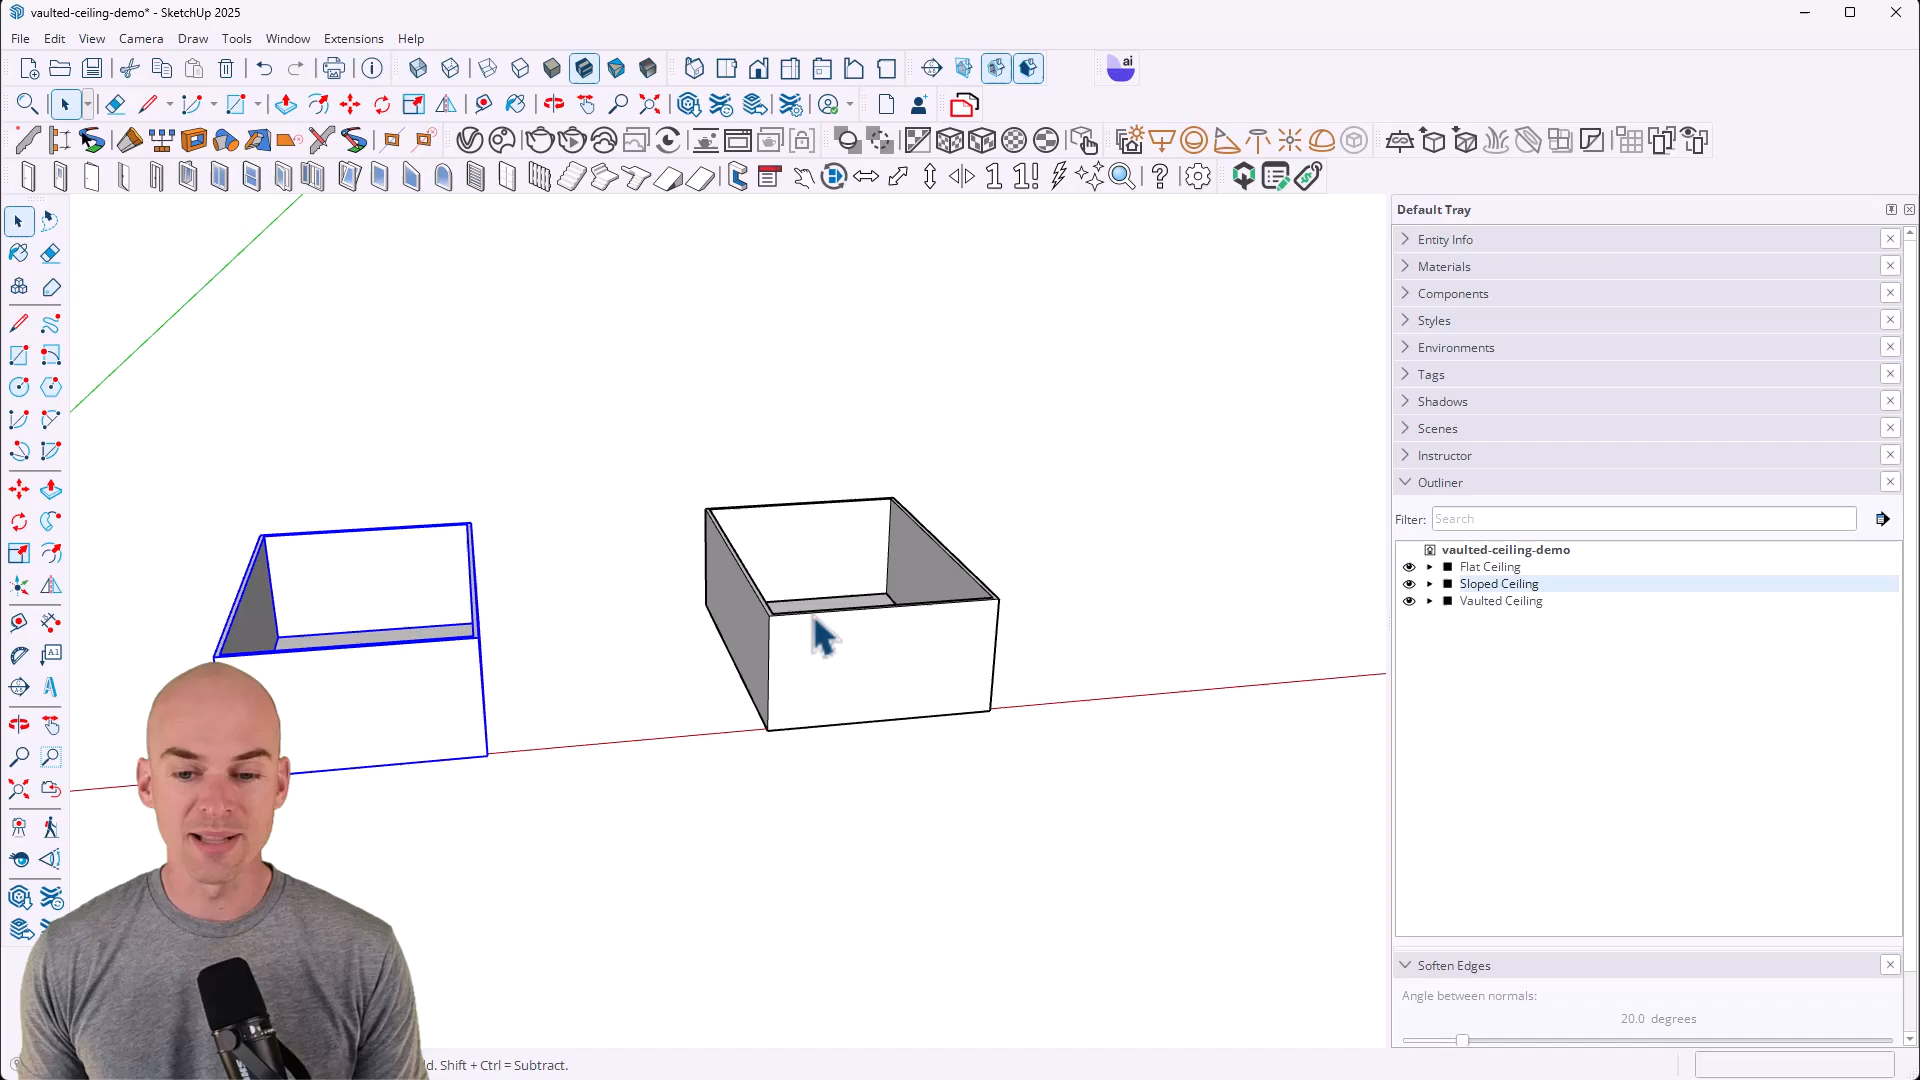 vaulted-ceiling-demo* - SketchUp 2025
File Edit View Camera Draw Tools Window Extensions Help
ai
Default Tray
Entity Info
Materials
Components
Styles
Environments
Tags
Shadows
Scenes
Instructor
Outliner
Filter: Search
vaulted-ceiling-demo
Flat Ceiling
Sloped Ceiling
Vaulted Ceiling
Soften Edges
Angle between normals:
20.0 degrees
d. Shift + Ctrl = Subtract.